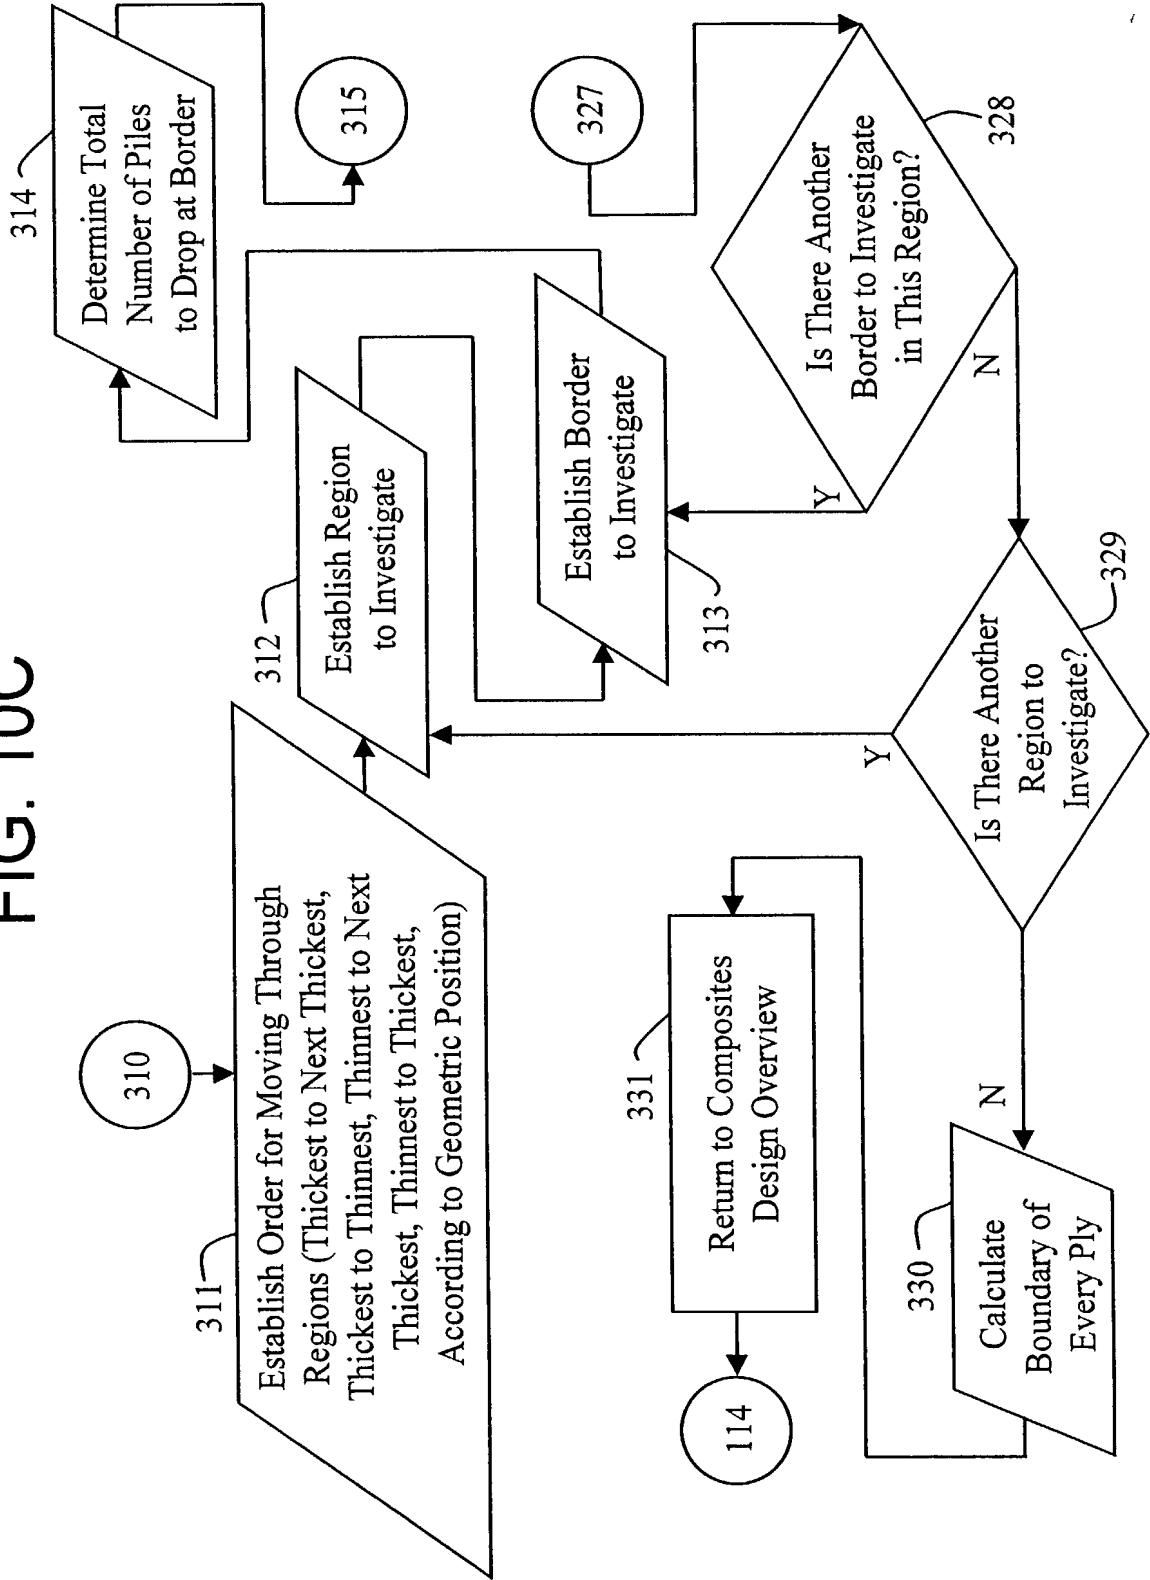 FIG. 10C
310
311
Establish Order for Moving Through
Regions (Thickest to Next Thickest,
Thickest to Thinnest, Thinnest to Next
Thickest, Thinnest to Thickest,
According to Geometric Position)
312
Establish Region
to Investigate
313
Establish Border
to Investigate
314
Determine Total
Number of Piles
to Drop at Border
315
327
Is There Another
Border to Investigate
in This Region?
328
Y
N
Is There Another
Region to
Investigate?
329
Y
N
330
Calculate
Boundary of
Every Ply
331
Return to Composites
Design Overview
114